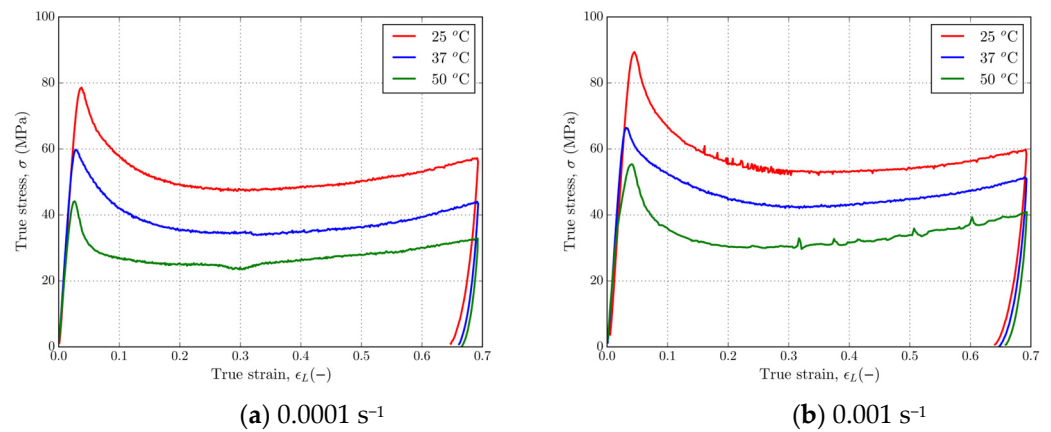 100
80
60
40
20
0
True stress, σ (MPa)
25 °C
37 °C
50 °C
0.0 0.1 0.2 0.3 0.4 0.5 0.6 0.7
True strain, ϵ_L(−)
(a) 0.0001 s⁻¹
100
80
60
40
20
0
True stress, σ (MPa)
25 °C
37 °C
50 °C
0.0 0.1 0.2 0.3 0.4 0.5 0.6 0.7
True strain, ϵ_L(−)
(b) 0.001 s⁻¹